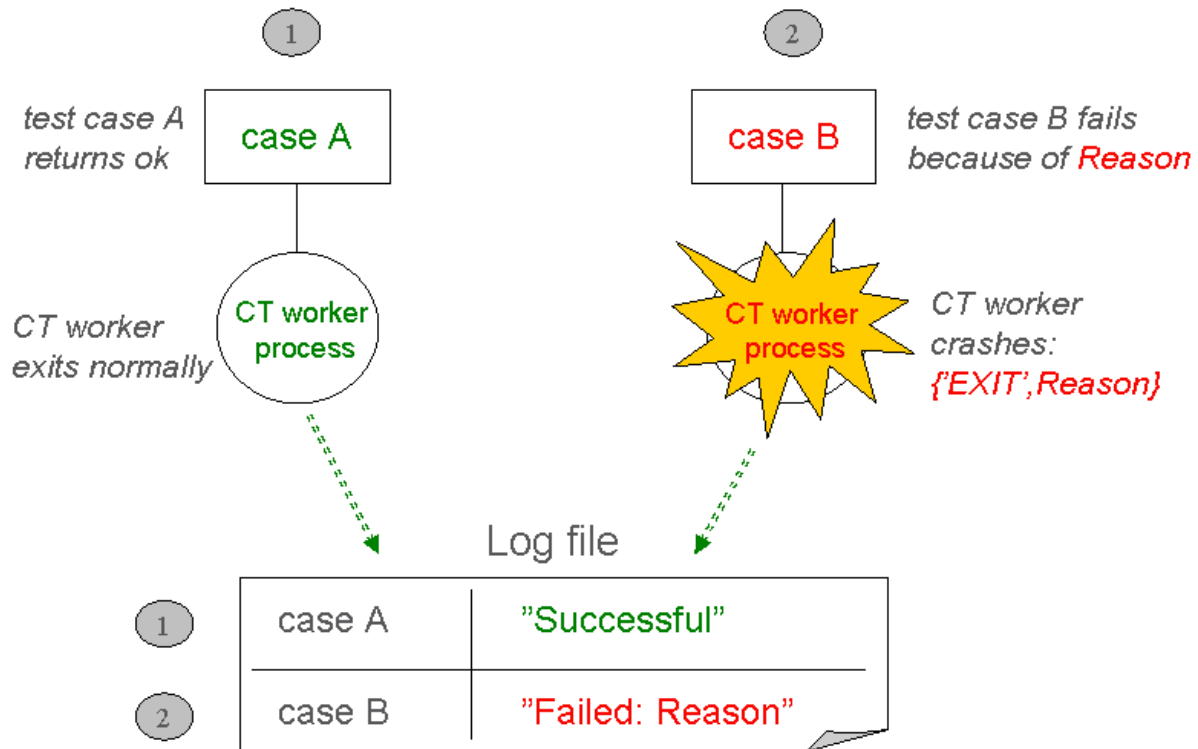 1
2
test case A
returns ok
case A
case B
test case B fails
because of Reason
CT worker
exits normally
CT worker
process
CT worker
process
CT worker
crashes:
{'EXIT',Reason}
Log file
1
case A
”Successful”
2
case B
”Failed: Reason”